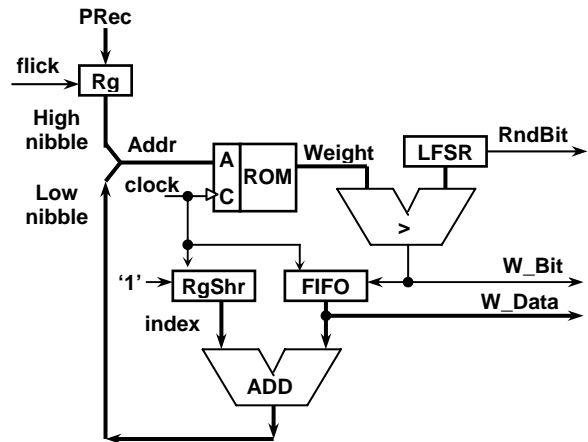 PRec
flick
Rg
High
nibble
Addr
A
C
ROM
Weight
LFSR
RndBit
Low
nibble
clock
>
'1'
RgShr
FIFO
W_Bit
W_Data
index
ADD